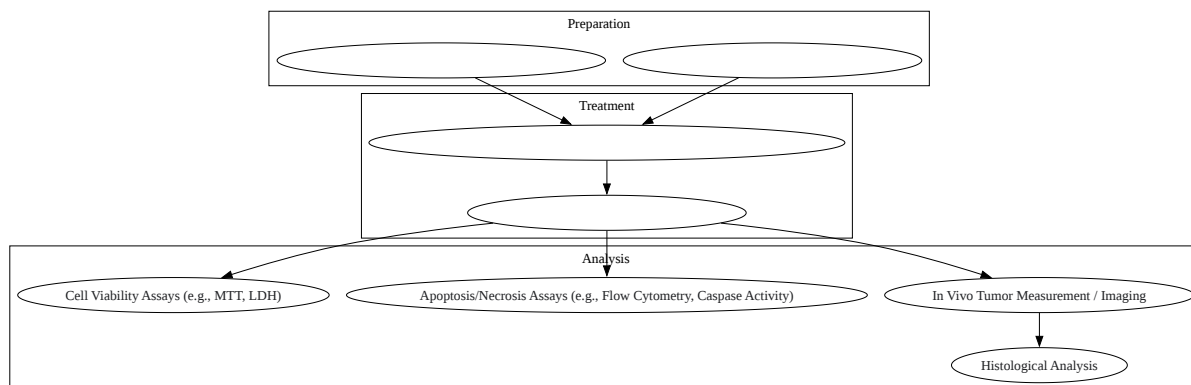 Preparation
Treatment
Analysis
Cell Viability Assays (e.g., MTT, LDH)
Apoptosis/Necrosis Assays (e.g., Flow Cytometry, Caspase Activity)
In Vivo Tumor Measurement / Imaging
Histological Analysis